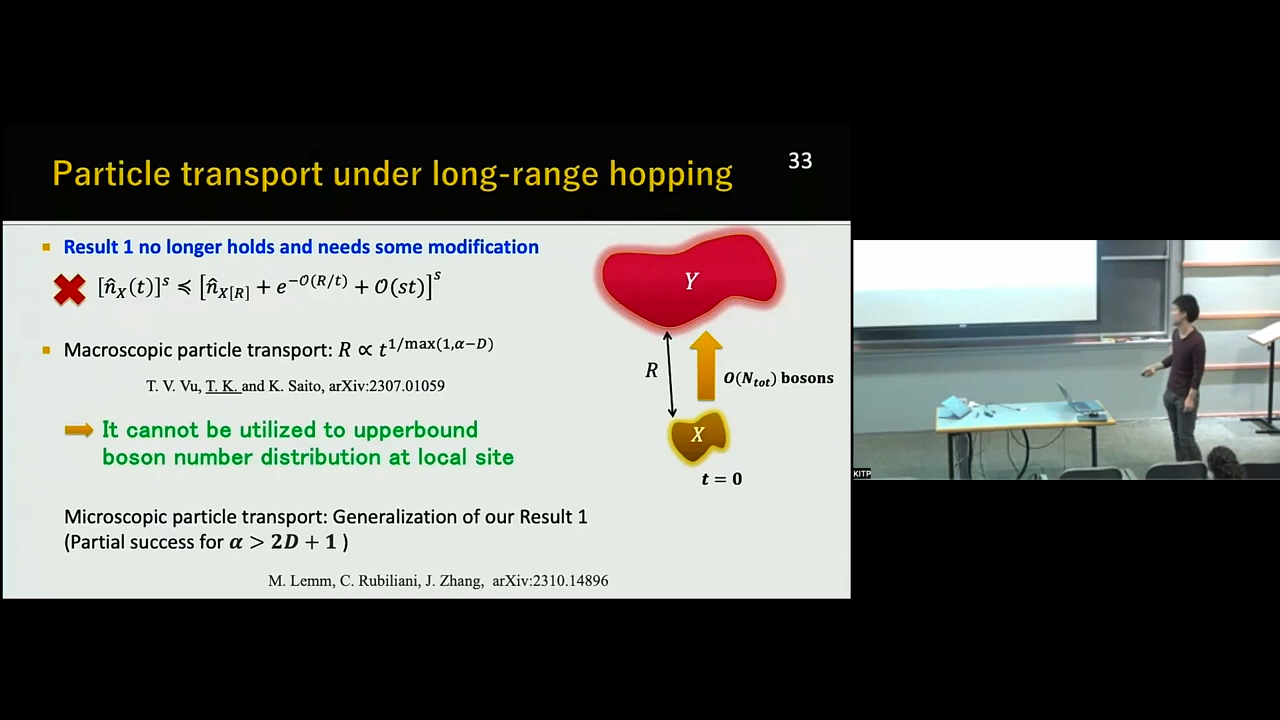 Particle transport under long-range hopping
33
Result 1 no longer holds and needs some modification
[n̂_X(t)]^s ≼ [n̂_{X[R]} + e^{-𝒪(R/t)} + 𝒪(st)]^s
Macroscopic particle transport: R ∝ t^{1/max(1,α−D)}
T. V. Vu, T. K. and K. Saito, arXiv:2307.01059
It cannot be utilized to upperbound
boson number distribution at local site
Microscopic particle transport: Generalization of our Result 1
(Partial success for α > 2D + 1 )
M. Lemm, C. Rubiliani, J. Zhang, arXiv:2310.14896
Y
R
O(N_tot) bosons
X
t = 0
KITP